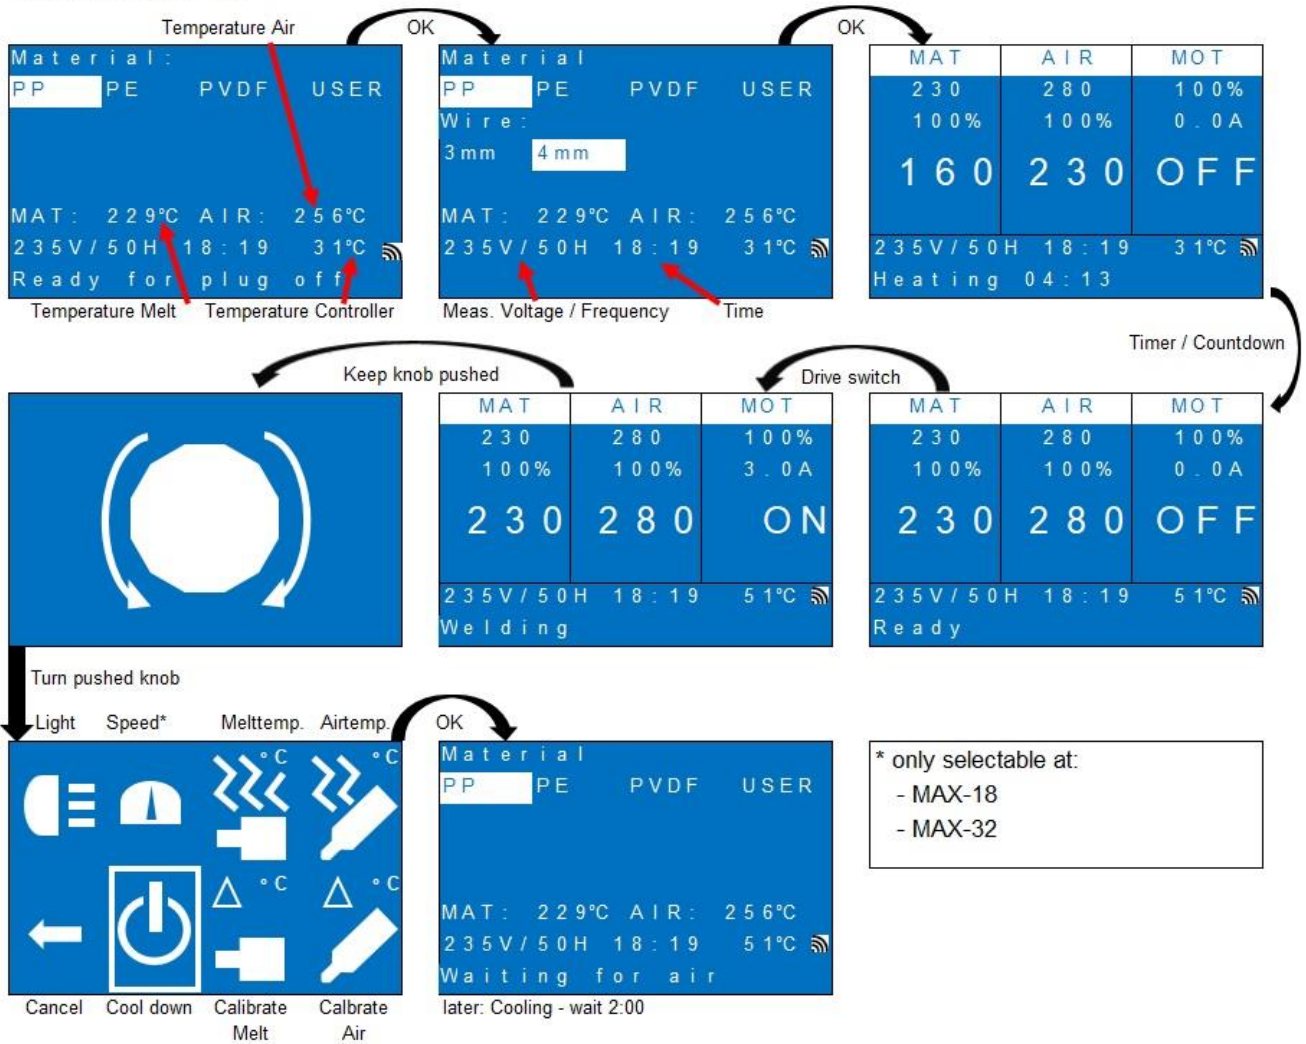 Temperature Air
OK
OK
Material:
PP PE PVDF USER
MAT: 229°C AIR: 256°C
235V/50H 18:19 31°C
Ready for plug off
Material
PP PE PVDF USER
Wire:
3mm 4mm
MAT: 229°C AIR: 256°C
235V/50H 18:19 31°C
MAT AIR MOT
230 280 100%
100% 100% 0.0A
160 230 OFF
235V/50H 18:19 31°C
Heating 04:13
Temperature Melt Temperature Controller
Meas. Voltage / Frequency Time
Timer / Countdown
Keep knob pushed
Drive switch
MAT AIR MOT
230 280 100%
100% 100% 3.0A
230 280 ON
235V/50H 18:19 51°C
Welding
MAT AIR MOT
230 280 100%
100% 100% 0.0A
230 280 OFF
235V/50H 18:19 51°C
Ready
Turn pushed knob
Light Speed* Melttemp. Airtemp.
OK
°C °C
°C °C
Cancel Cool down Calibrate Melt Calbrate Air
Material
PP PE PVDF USER
MAT: 229°C AIR: 256°C
235V/50H 18:19 51°C
Waiting for air
later: Cooling - wait 2:00
* only selectable at:
- MAX-18
- MAX-32